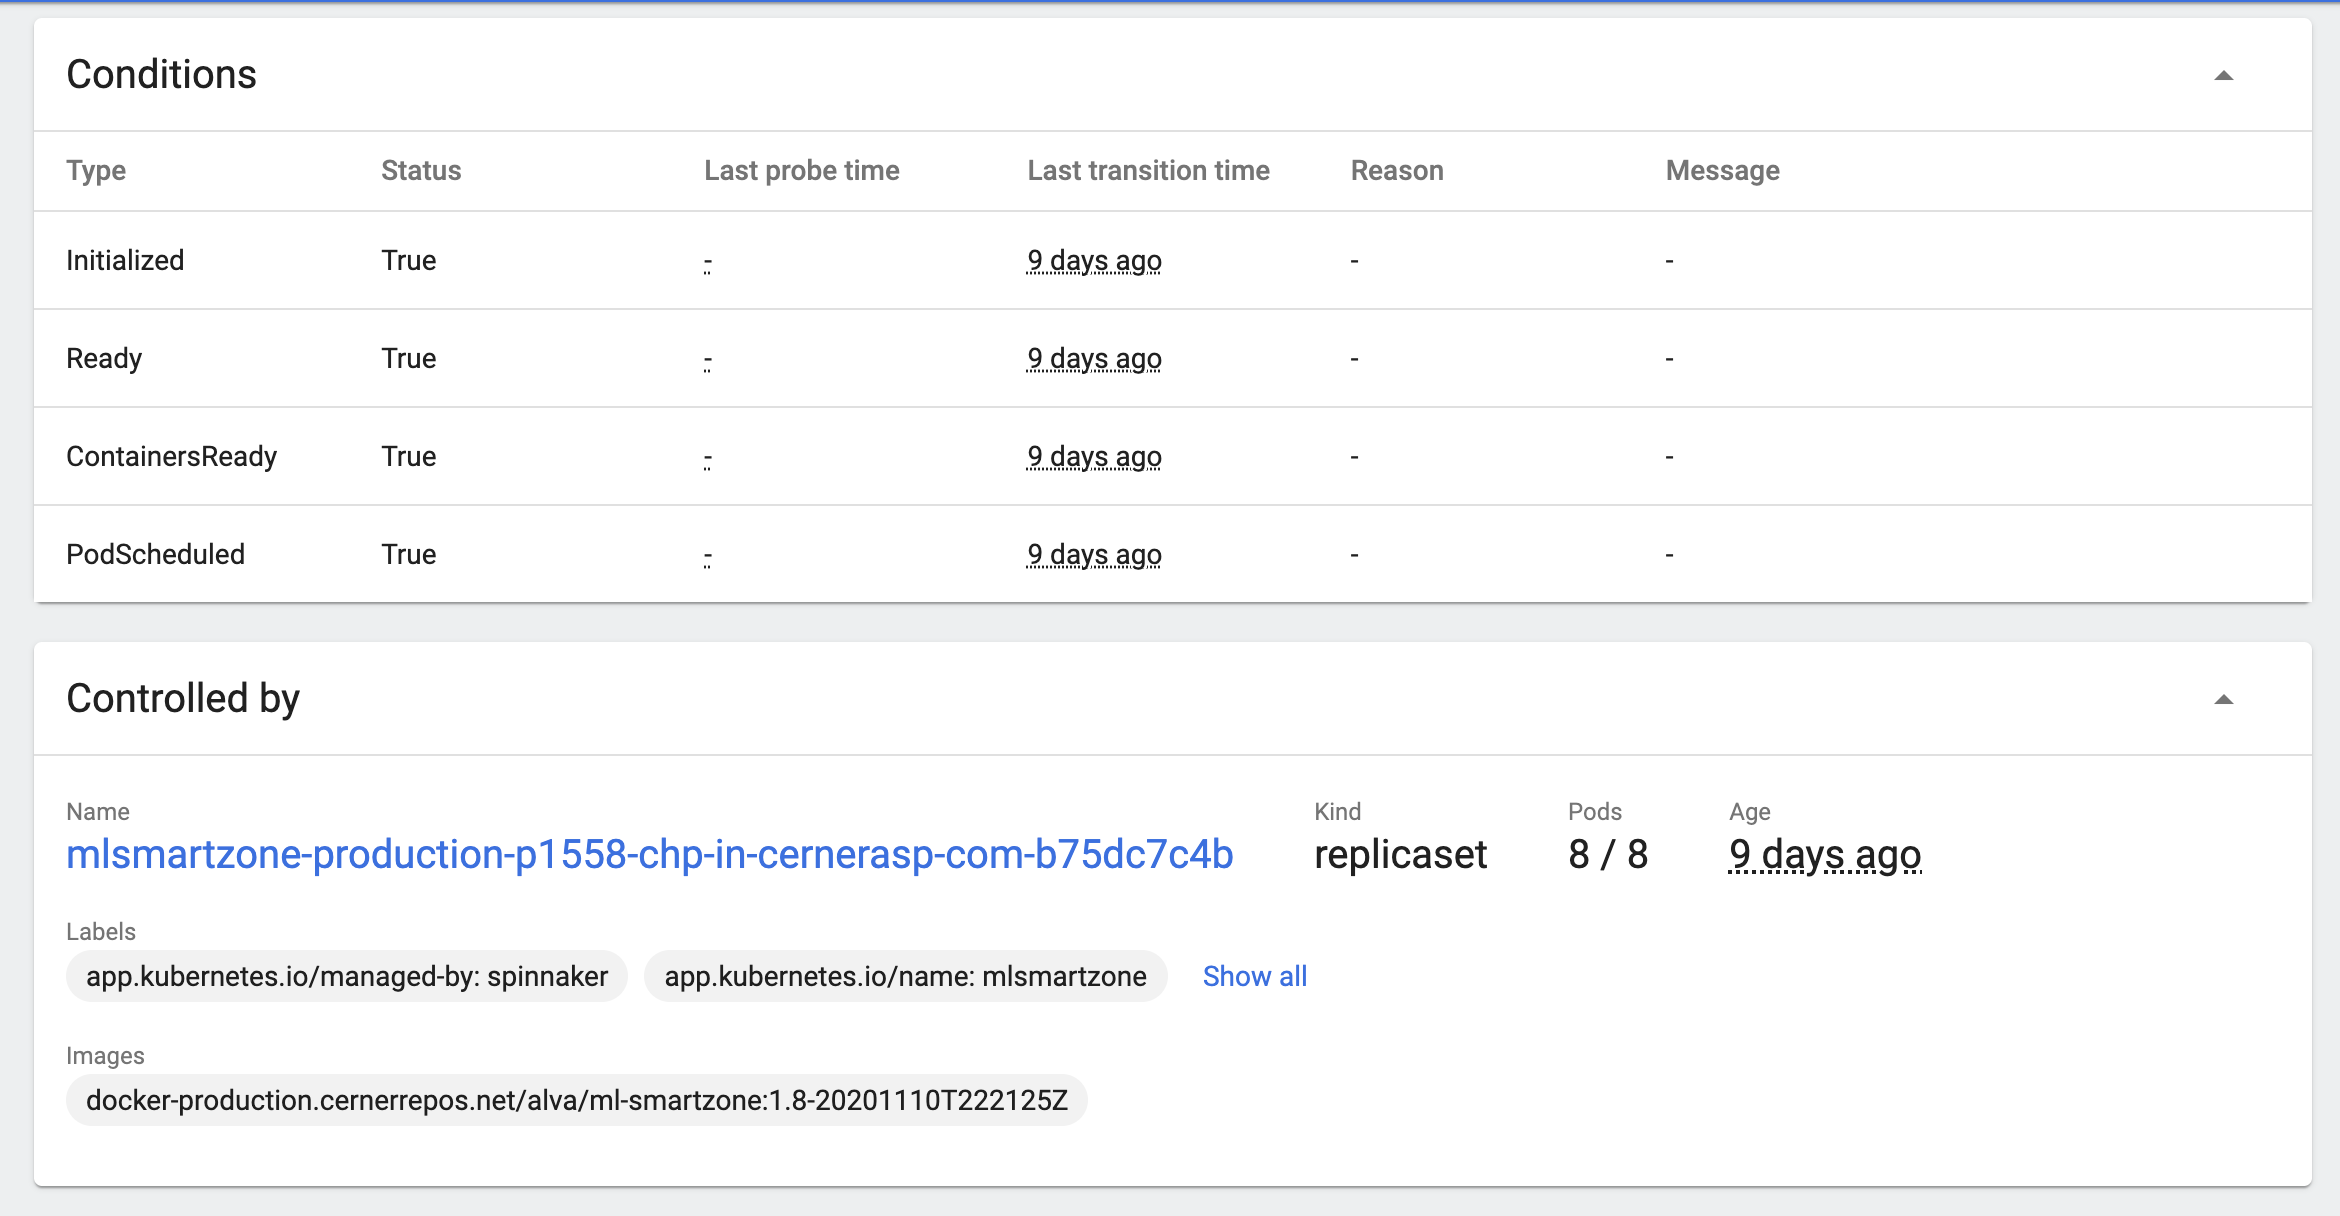 Conditions
Type Status Last probe time Last transition time Reason Message
Initialized True - 9 days ago - -
Ready True - 9 days ago - -
ContainersReady True - 9 days ago - -
PodScheduled True - 9 days ago - -
Controlled by
Name Kind Pods Age
mlsmartzone-production-p1558-chp-in-cernerasp-com-b75dc7c4b replicaset 8 / 8 9 days ago
Labels
app.kubernetes.io/managed-by: spinnaker app.kubernetes.io/name: mlsmartzone Show all
Images
docker-production.cernerrepos.net/alva/ml-smartzone:1.8-20201110T222125Z